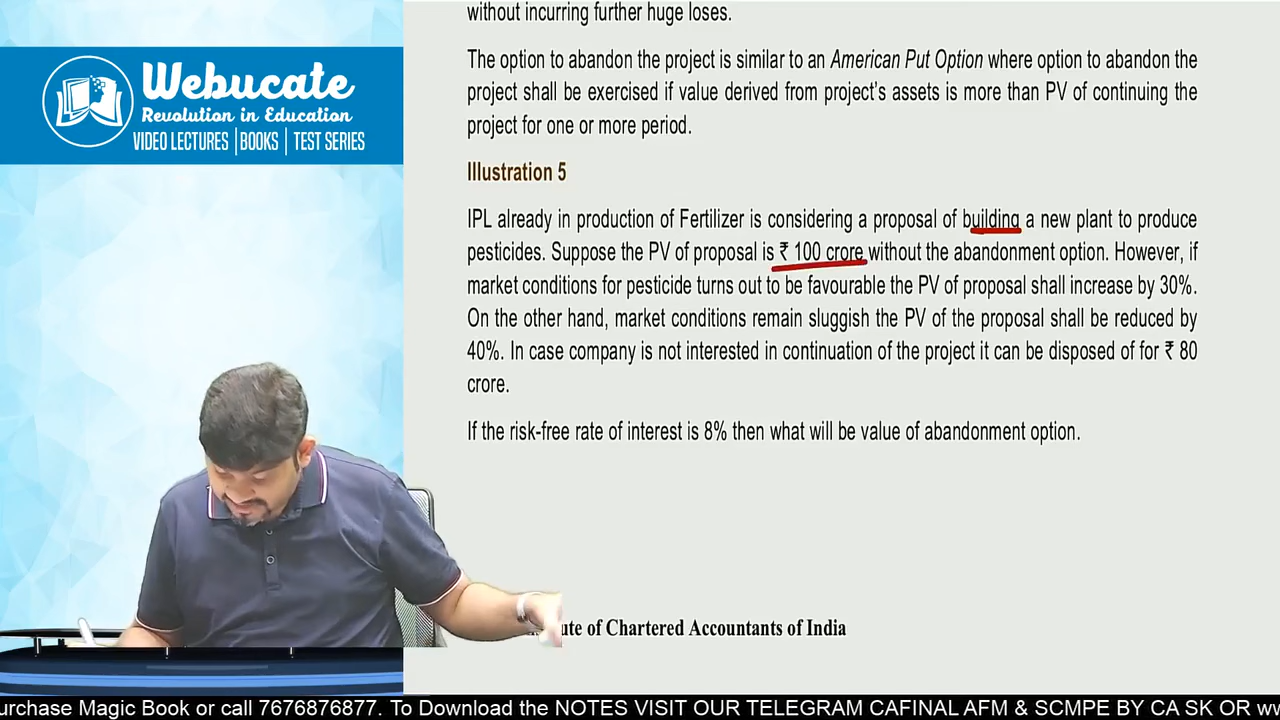 without incurring further huge loses.
The option to abandon the project is similar to an American Put Option where option to abandon the
project shall be exercised if value derived from project's assets is more than PV of continuing the
project for one or more period.
Illustration 5
IPL already in production of Fertilizer is considering a proposal of building a new plant to produce
pesticides. Suppose the PV of proposal is ₹ 100 crore without the abandonment option. However, if
market conditions for pesticide turns out to be favourable the PV of proposal shall increase by 30%.
On the other hand, market conditions remain sluggish the PV of the proposal shall be reduced by
40%. In case company is not interested in continuation of the project it can be disposed of for ₹ 80
crore.
If the risk-free rate of interest is 8% then what will be value of abandonment option.
of Chartered Accountants of India
Webucate
Revolution in Education
VIDEO LECTURES | BOOKS | TEST SERIES
Magic Book or call 7676876877. To Download the NOTES VISIT OUR TELEGRAM CAFINAL AFM & SCMPE BY CA SK OR